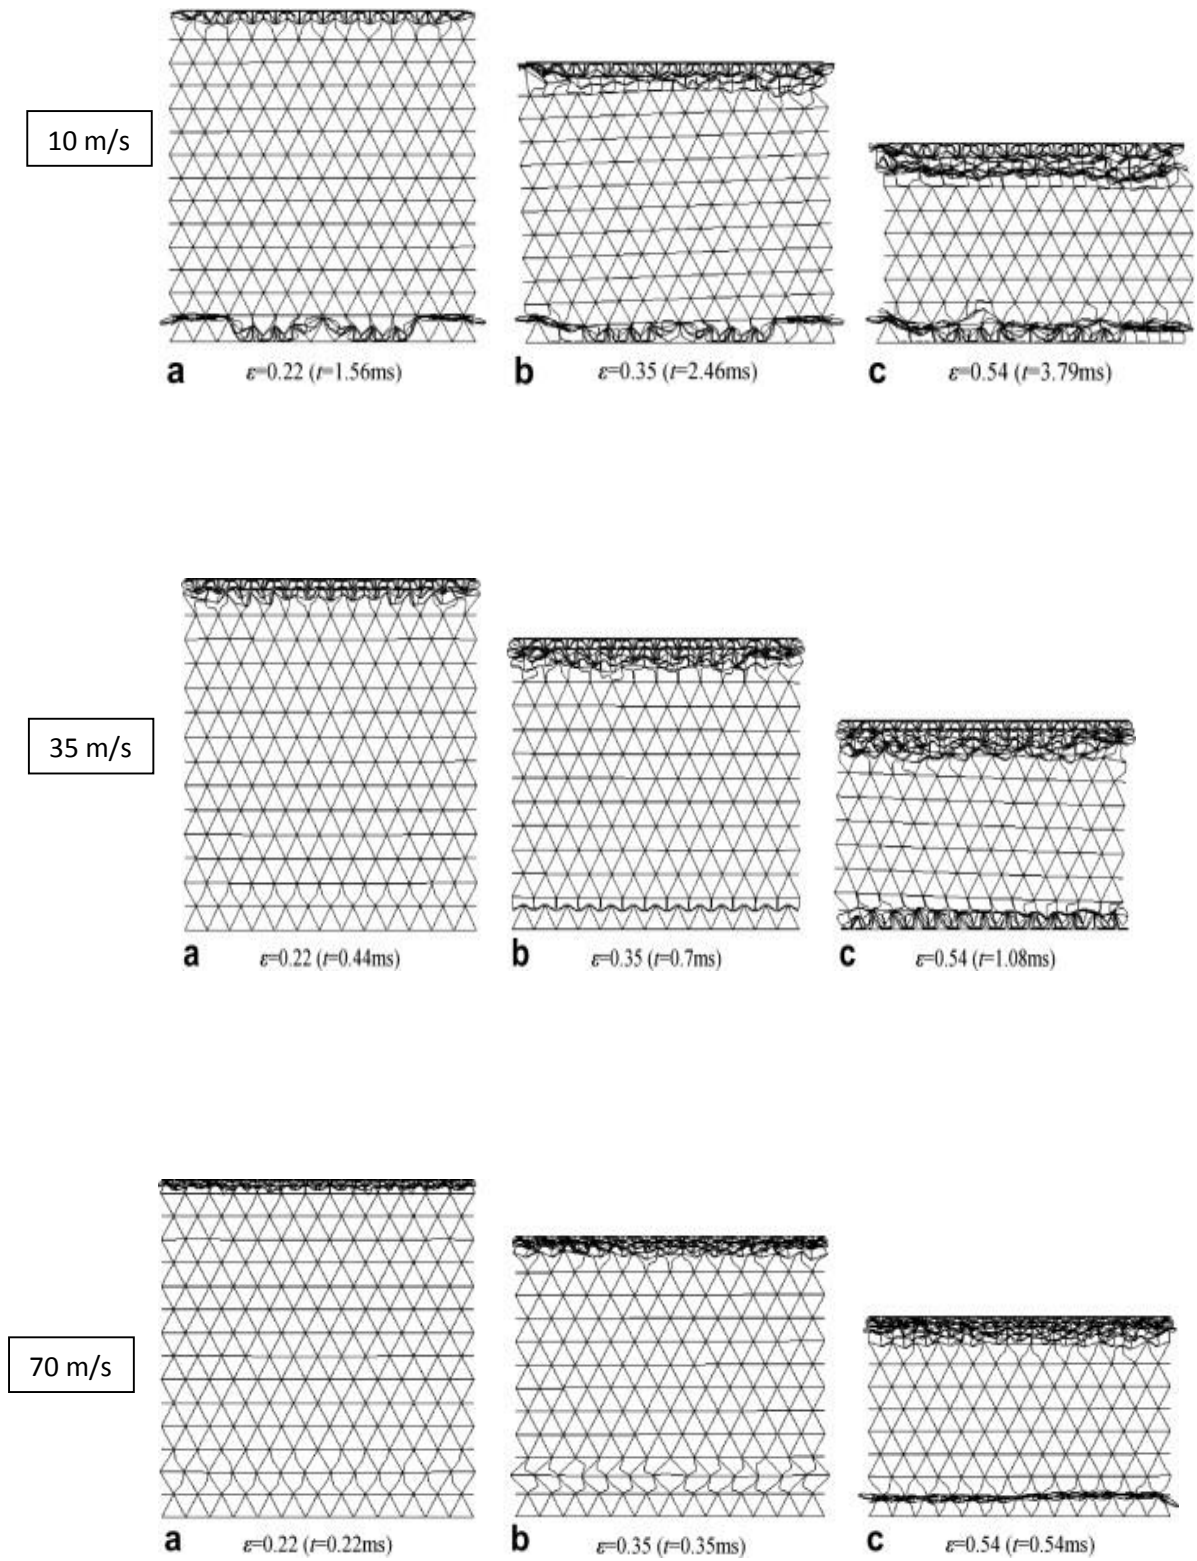 10 m/s
a ε=0.22 (t=1.56ms)
b ε=0.35 (t=2.46ms)
c ε=0.54 (t=3.79ms)
35 m/s
a ε=0.22 (t=0.44ms)
b ε=0.35 (t=0.7ms)
c ε=0.54 (t=1.08ms)
70 m/s
a ε=0.22 (t=0.22ms)
b ε=0.35 (t=0.35ms)
c ε=0.54 (t=0.54ms)